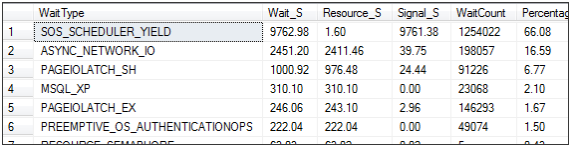 WaitType Wait_S Resource_S Signal_S WaitCount Percentag
1 SOS_SCHEDULER_YIELD 9762.98 1.60 9761.38 1254022 66.08
2 ASYNC_NETWORK_IO 2451.20 2411.46 39.75 198057 16.59
3 PAGEIOLATCH_SH 1000.92 976.48 24.44 91226 6.77
4 MSQL_XP 310.10 310.10 0.00 23068 2.10
5 PAGEIOLATCH_EX 246.06 243.10 2.96 146293 1.67
6 PREEMPTIVE_OS_AUTHENTICATIONOPS 222.04 222.04 0.00 49074 1.50